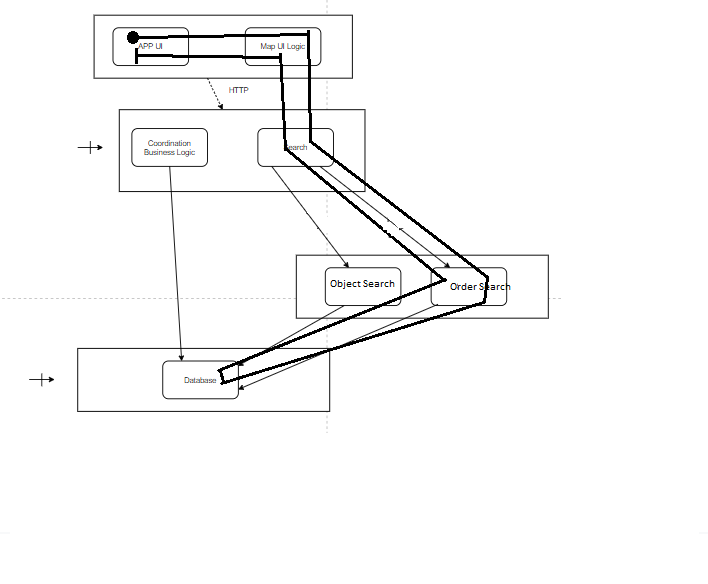 APP UI
Map UI Logic
HTTP
Coordination
Business Logic
Search
Object Search
Order Search
Database